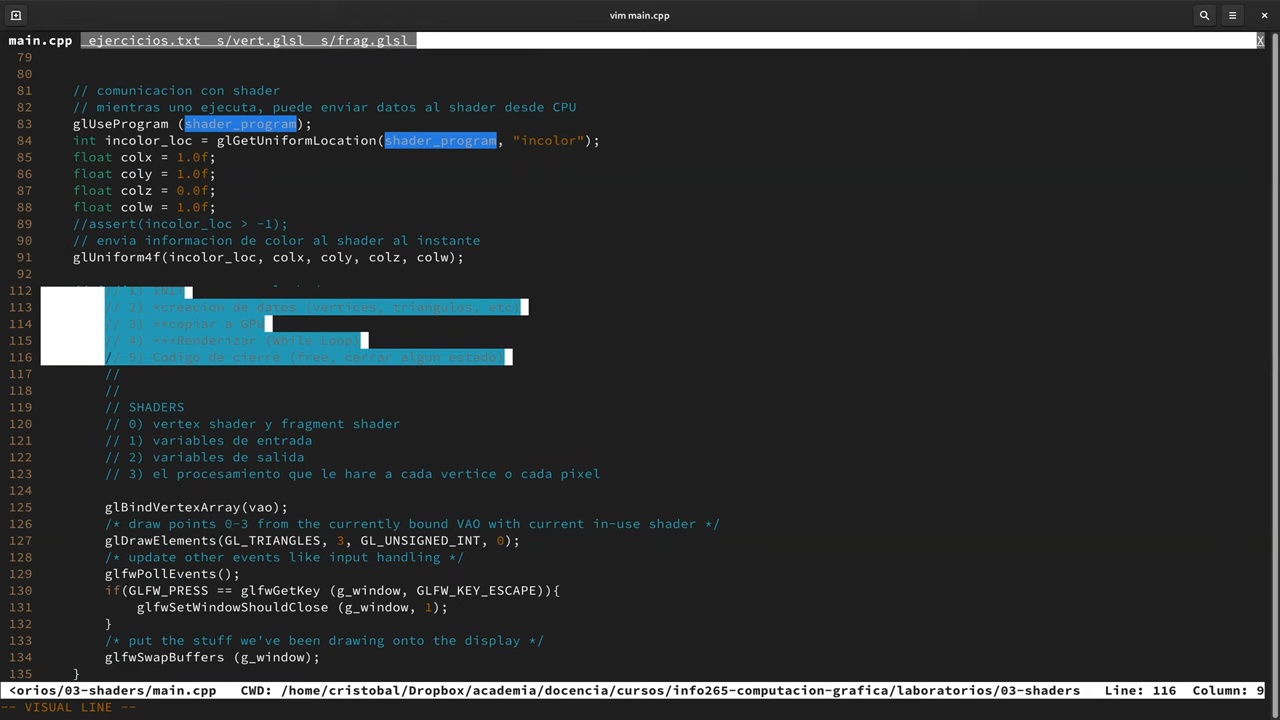 vim main.cpp
main.cpp ejercicios.txt s/vert.glsl s/frag.glsl X
79
80
81 // comunicacion con shader
82 // mientras uno ejecuta, puede enviar datos al shader desde CPU
83 glUseProgram (shader_program);
84 int incolor_loc = glGetUniformLocation(shader_program, "incolor");
85 float colx = 1.0f;
86 float coly = 1.0f;
87 float colz = 0.0f;
88 float colw = 1.0f;
89 //assert(incolor_loc > -1);
90 // envia informacion de color al shader al instante
91 glUniform4f(incolor_loc, colx, coly, colz, colw);
92
112 // 1) INIT
113 // 2) *creacion de datos (vertices, triangulos, etc)
114 // 3) **copiar a GPU
115 // 4) ***Renderizar (While Loop)
116 // 5) Codigo de cierre (free, cerrar algun estado)
117 //
118 //
119 // SHADERS
120 // 0) vertex shader y fragment shader
121 // 1) variables de entrada
122 // 2) variables de salida
123 // 3) el procesamiento que le hare a cada vertice o cada pixel
124
125 glBindVertexArray(vao);
126 /* draw points 0-3 from the currently bound VAO with current in-use shader */
127 glDrawElements(GL_TRIANGLES, 3, GL_UNSIGNED_INT, 0);
128 /* update other events like input handling */
129 glfwPollEvents();
130 if(GLFW_PRESS == glfwGetKey (g_window, GLFW_KEY_ESCAPE)){
131 glfwSetWindowShouldClose (g_window, 1);
132 }
133 /* put the stuff we've been drawing onto the display */
134 glfwSwapBuffers (g_window);
135 }
<orios/03-shaders/main.cpp CWD: /home/cristobal/Dropbox/academia/docencia/cursos/info265-computacion-grafica/laboratorios/03-shaders Line: 116 Column: 9
-- VISUAL LINE --